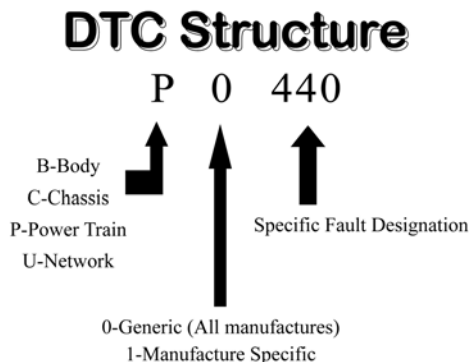 DTC Structure
P 0 440
B-Body
C-Chassis
P-Power Train
U-Network
Specific Fault Designation
0-Generic (All manufactures)
1-Manufacture Specific